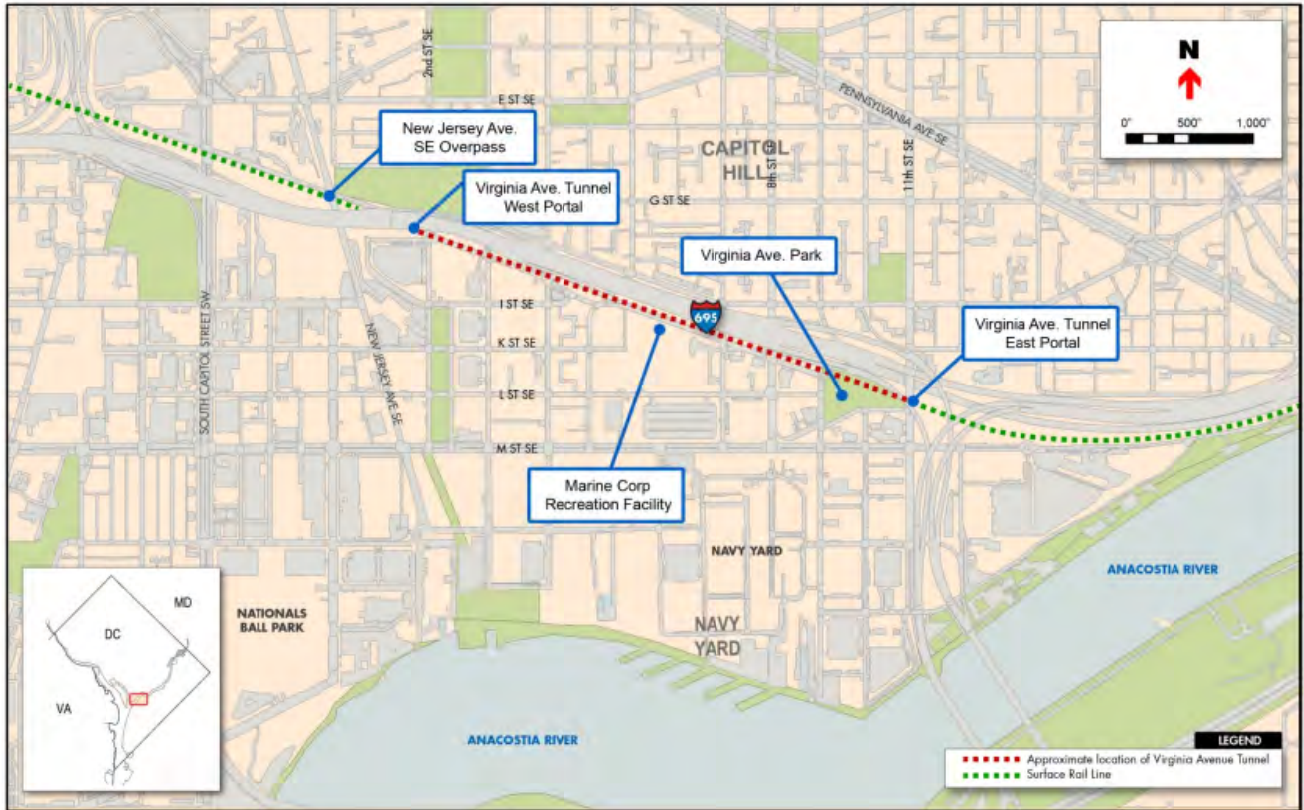 2nd ST SE
E ST SE
PENNSYLVANIA AVE SE
N
0"
500"
1,000"
New Jersey Ave.
SE Overpass
CAPITOL
HILL
8th ST SE
11th ST SE
Virginia Ave. Tunnel
West Portal
G ST SE
Virginia Ave. Park
SOUTH CAPITOL STREET SW
I ST SE
695
Virginia Ave. Tunnel
East Portal
NEW JERSEY AVE SE
K ST SE
L ST SE
M ST SE
Marine Corp
Recreation Facility
NAVY YARD
ANACOSTIA RIVER
MD
DC
VA
NATIONALS
BALL PARK
NAVY
YARD
ANACOSTIA RIVER
LEGEND
Approximate location of Virginia Avenue Tunnel
Surface Rail Line